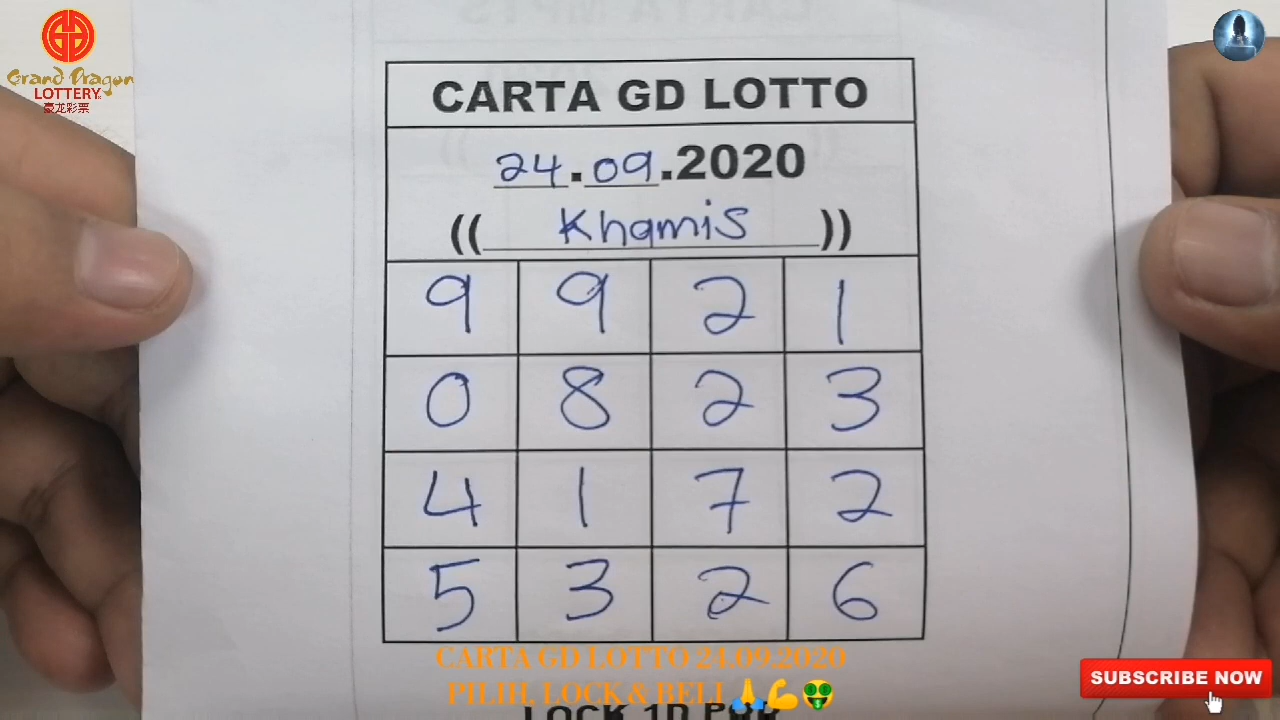 Grand Dragon
LOTTERY
豪龙彩票
CARTA GD LOTTO
24.09.2020
((Khamis))
9 9 2 1
0 8 2 3
4 1 7 2
5 3 2 6
CARTA GD LOTTO 24.09.2020
PILIH, LOCK & BELI 🙏💪🤑
LOCK 1D
SUBSCRIBE NOW